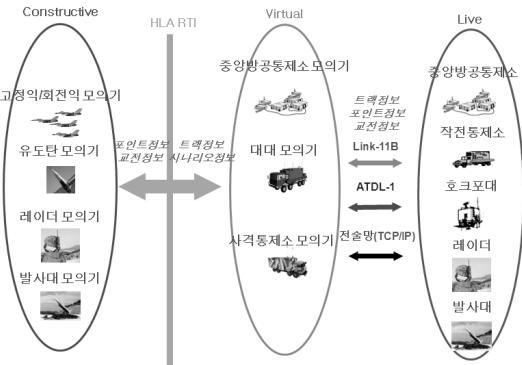 Constructive
HLA RTI
Virtual
Live
고정익/회전익 모의기
유도탄 모의기
레이더 모의기
발사대 모의기
포인트정보
교전정보
트랙정보
시나리오정보
중앙방공통제소모의기
대대 모의기
사격통제소 모의기
트랙정보
포인트정보
교전정보
Link-11B
ATDL-1
전술망(TCP/IP)
중앙방공통제소
작전통제소
호크포대
레이더
발사대